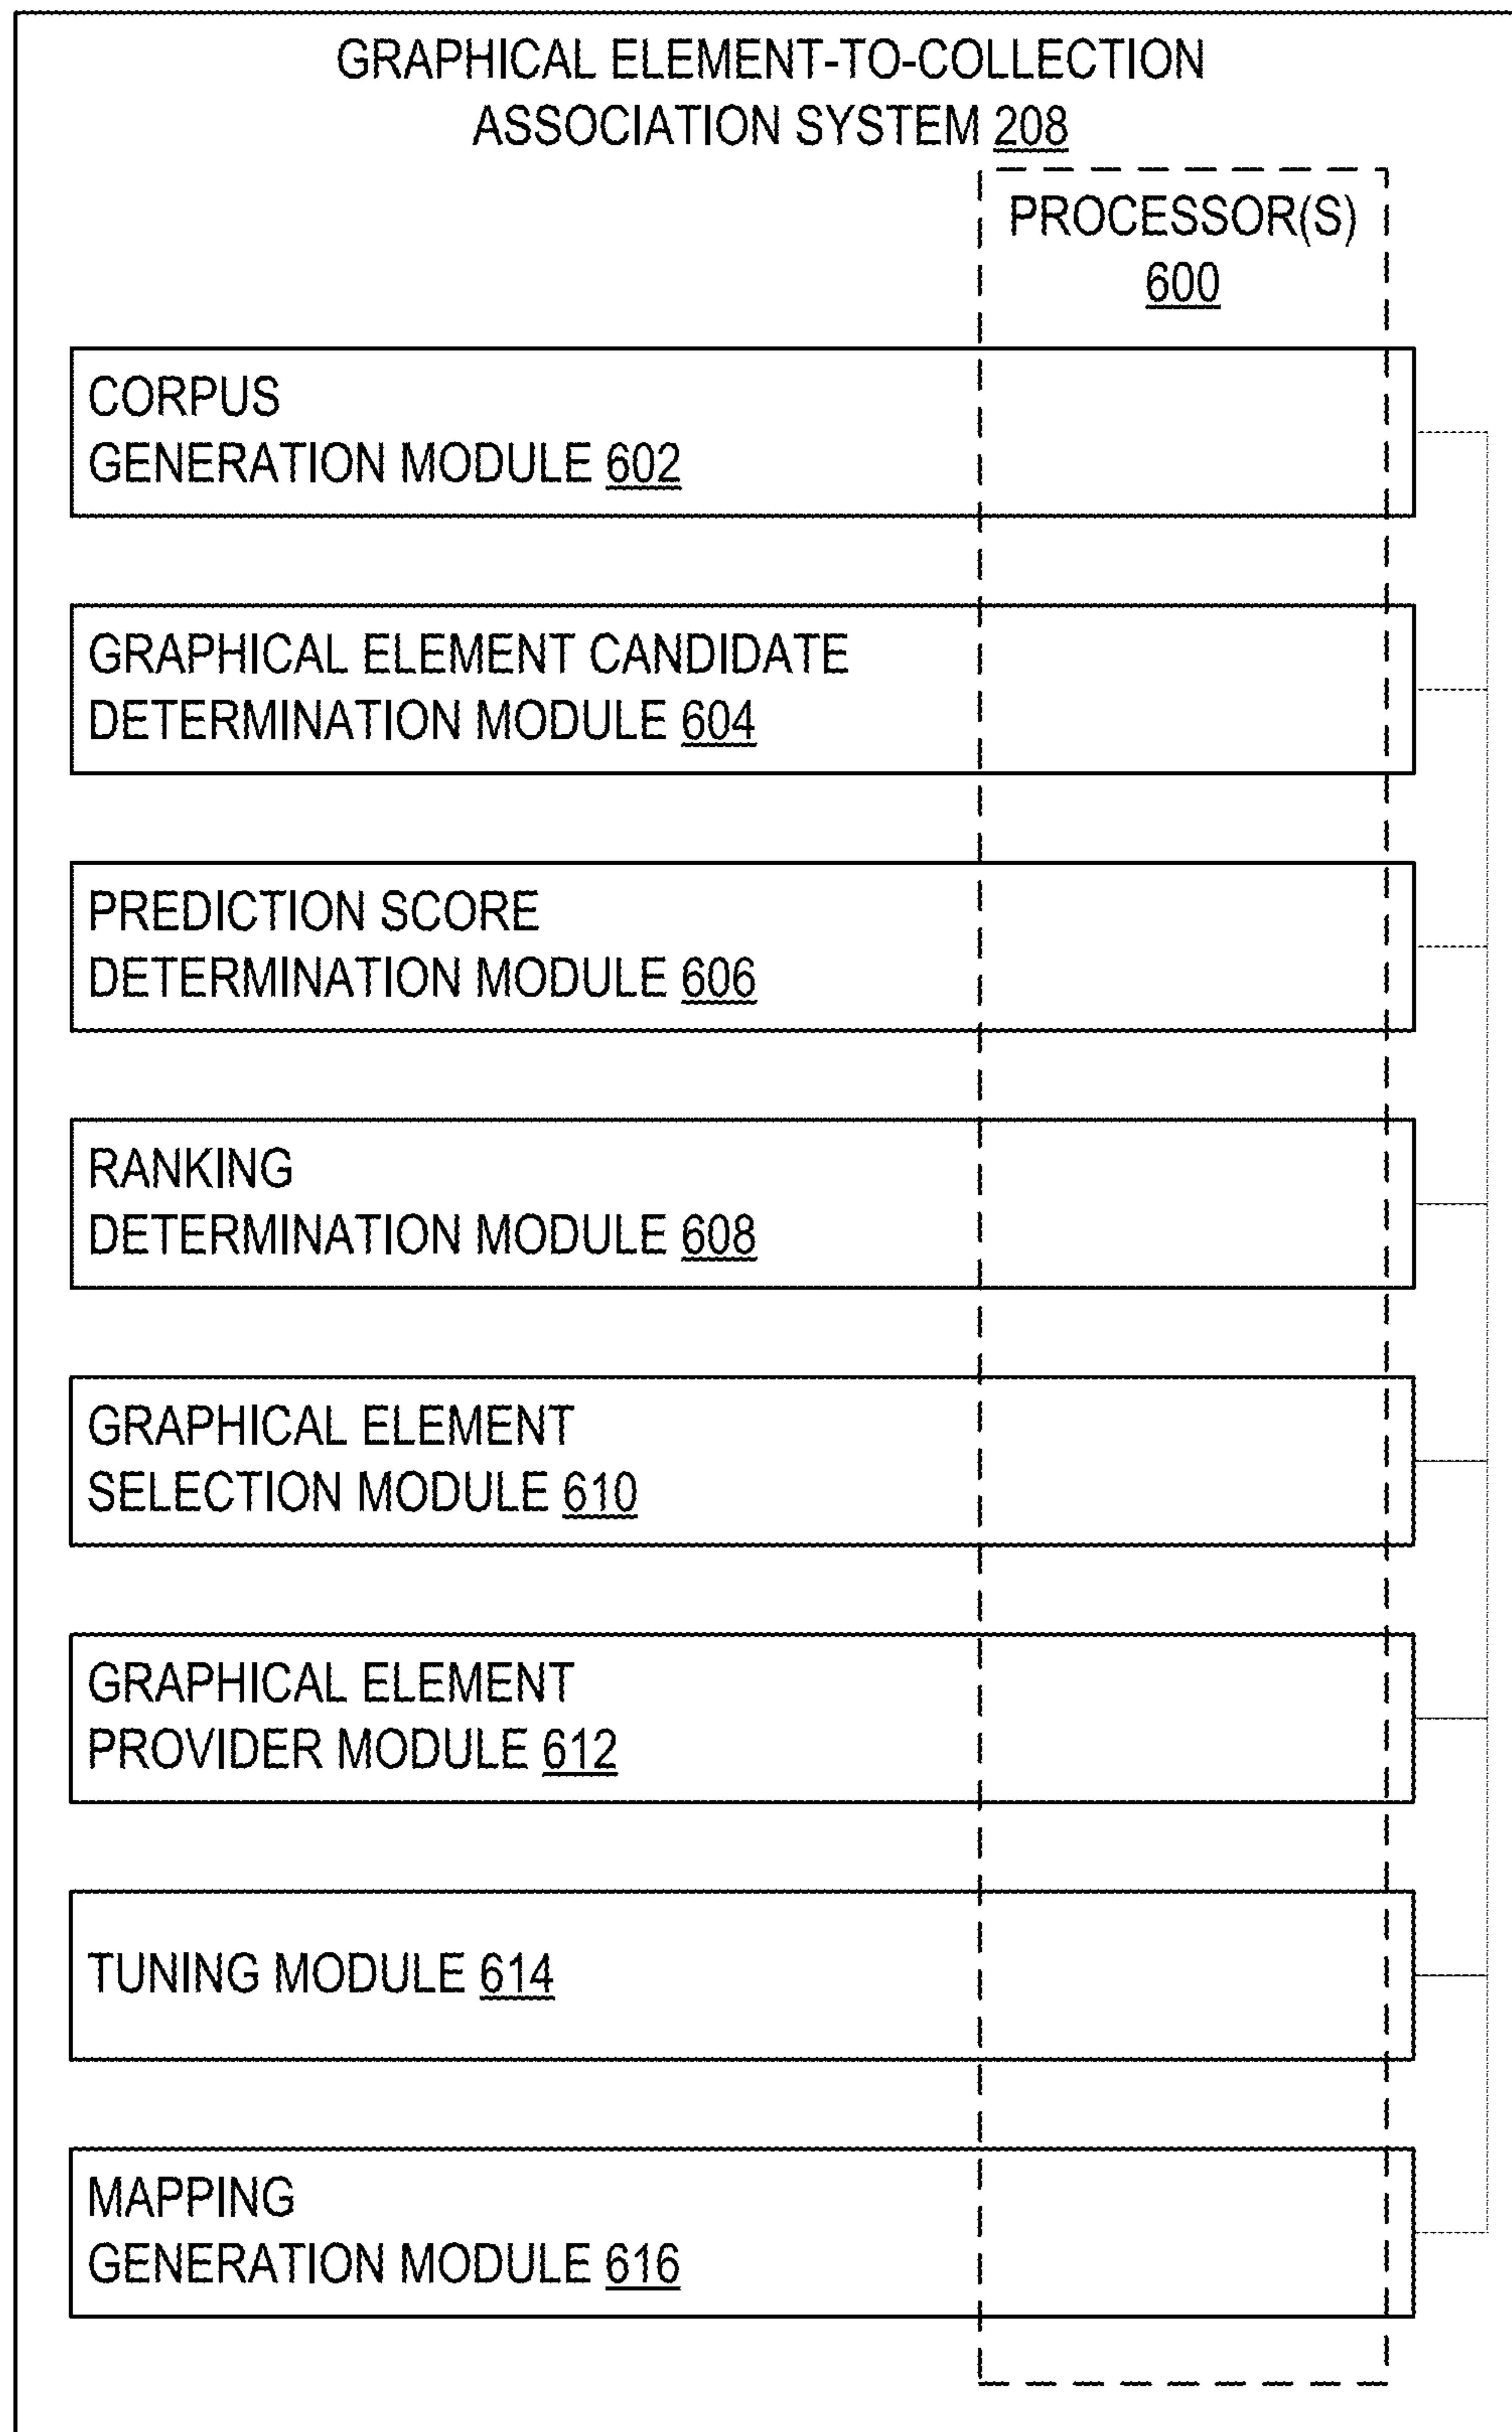 GRAPHICAL ELEMENT-TO-COLLECTION
ASSOCIATION SYSTEM 208
PROCESSOR(S)
600
CORPUS
GENERATION MODULE 602
GRAPHICAL ELEMENT CANDIDATE
DETERMINATION MODULE 604
PREDICTION SCORE
DETERMINATION MODULE 606
RANKING
DETERMINATION MODULE 608
GRAPHICAL ELEMENT
SELECTION MODULE 610
GRAPHICAL ELEMENT
PROVIDER MODULE 612
TUNING MODULE 614
MAPPING
GENERATION MODULE 616